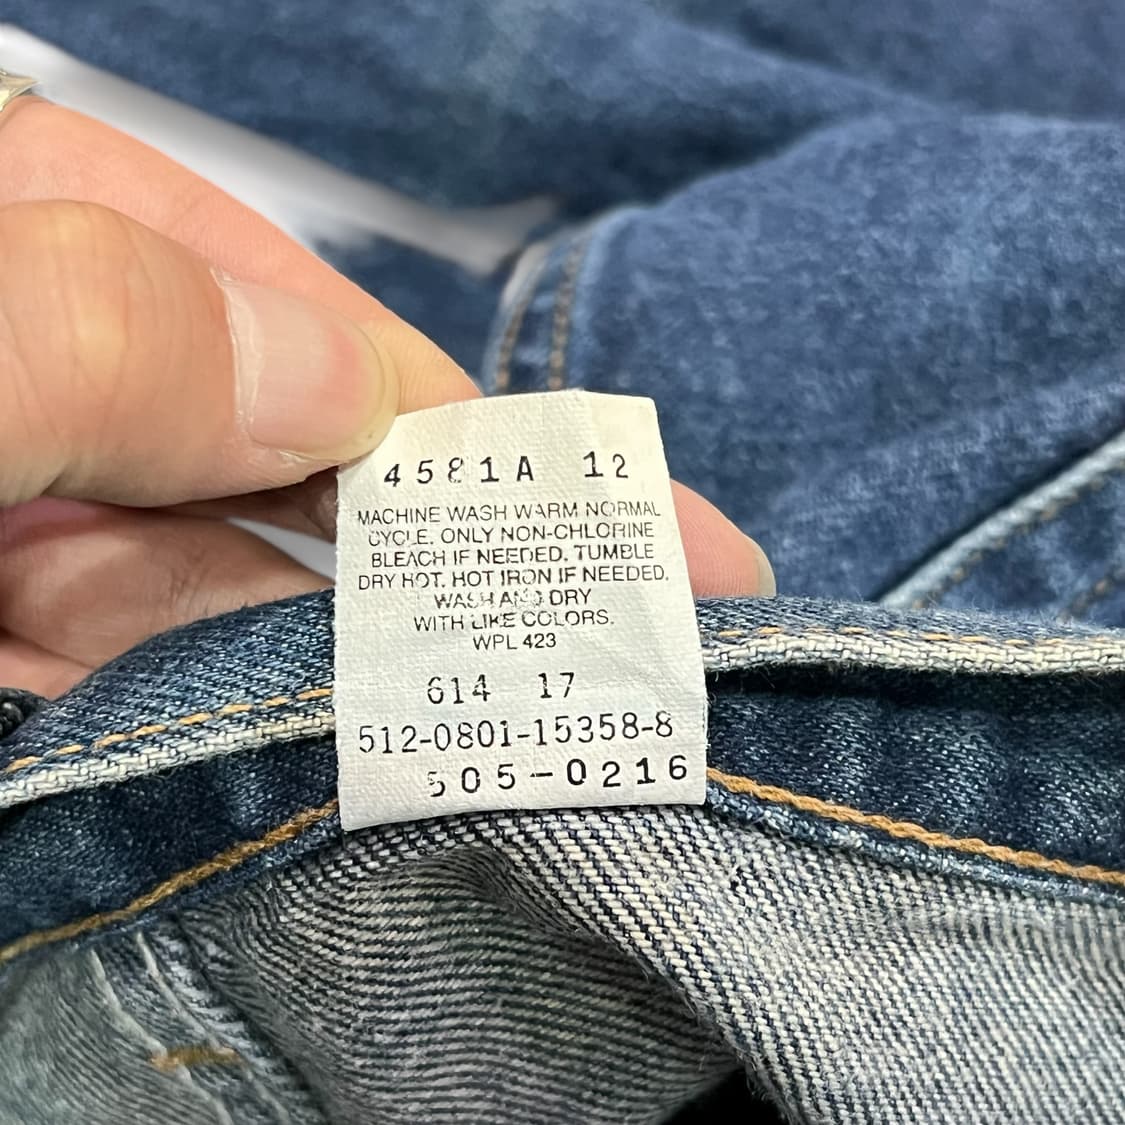 4581A 12
MACHINE WASH WARM NORMAL
CYCLE. ONLY NON-CHLORINE
BLEACH IF NEEDED. TUMBLE
DRY HOT. HOT IRON IF NEEDED.
WASH AND DRY
WITH LIKE COLORS.
WPL 423
614 17
512-0801-15358-8
505-0216